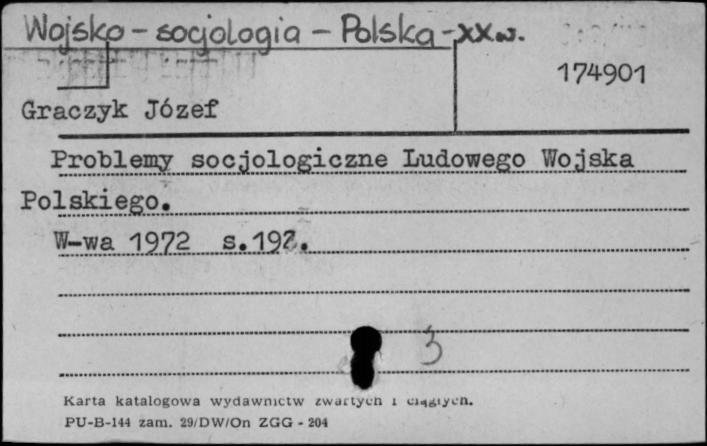 Wojsko - socjologia - Polska - XX w.
174901
Graczyk Józef
Problemy socjologiczne Ludowego Wojska
Polskiego.
W-wa 1972 s.
3
Karta katalogowa wydawnictw zwartych i ciągłych.
PU-B-144 zam. 29/DW/On ZGG - 204